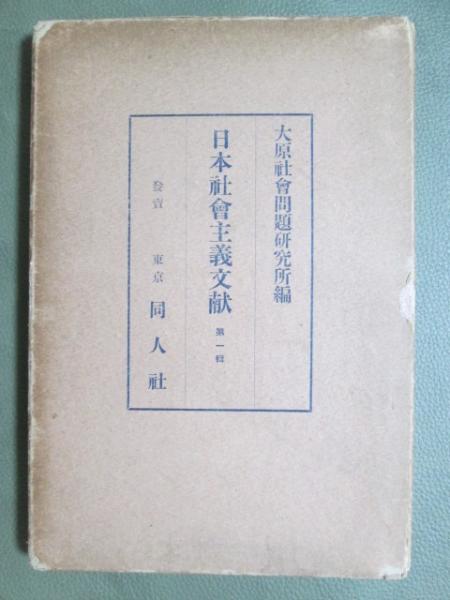 大原社會問題研究所編
日本社會主義文献 第一輯
發賣 東京 同人社